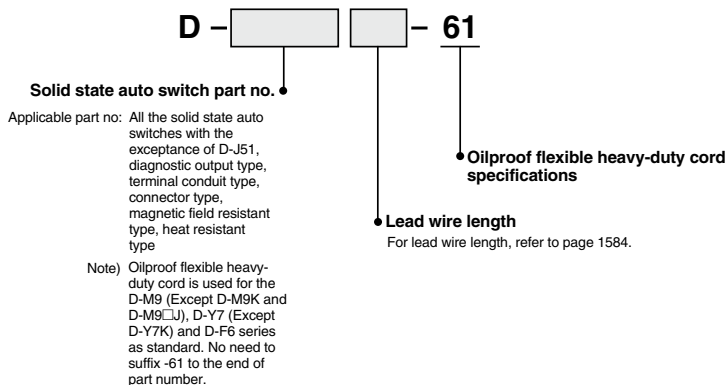 D – – 61
Solid state auto switch part no.
Applicable part no: All the solid state auto
switches with the
exceptance of D-J51,
diagnostic output type,
terminal conduit type,
connector type,
magnetic field resistant
type, heat resistant
type
Note) Oilproof flexible heavy-
duty cord is used for the
D-M9 (Except D-M9K and
D-M9□J), D-Y7 (Except
D-Y7K) and D-F6 series
as standard. No need to
suffix -61 to the end of
part number.
Oilproof flexible heavy-duty cord
specifications
Lead wire length
For lead wire length, refer to page 1584.